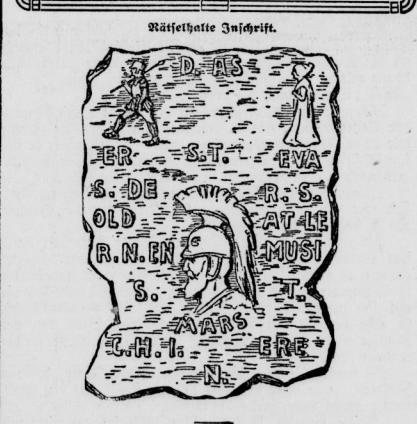 Rätselhafte Inschrift.
D. AS
ER S.T. EVA
S. DE R. S.
OLD AT LE
R.N.EN MUSI
S. T.
MARS
C.H.I. ERE
N.